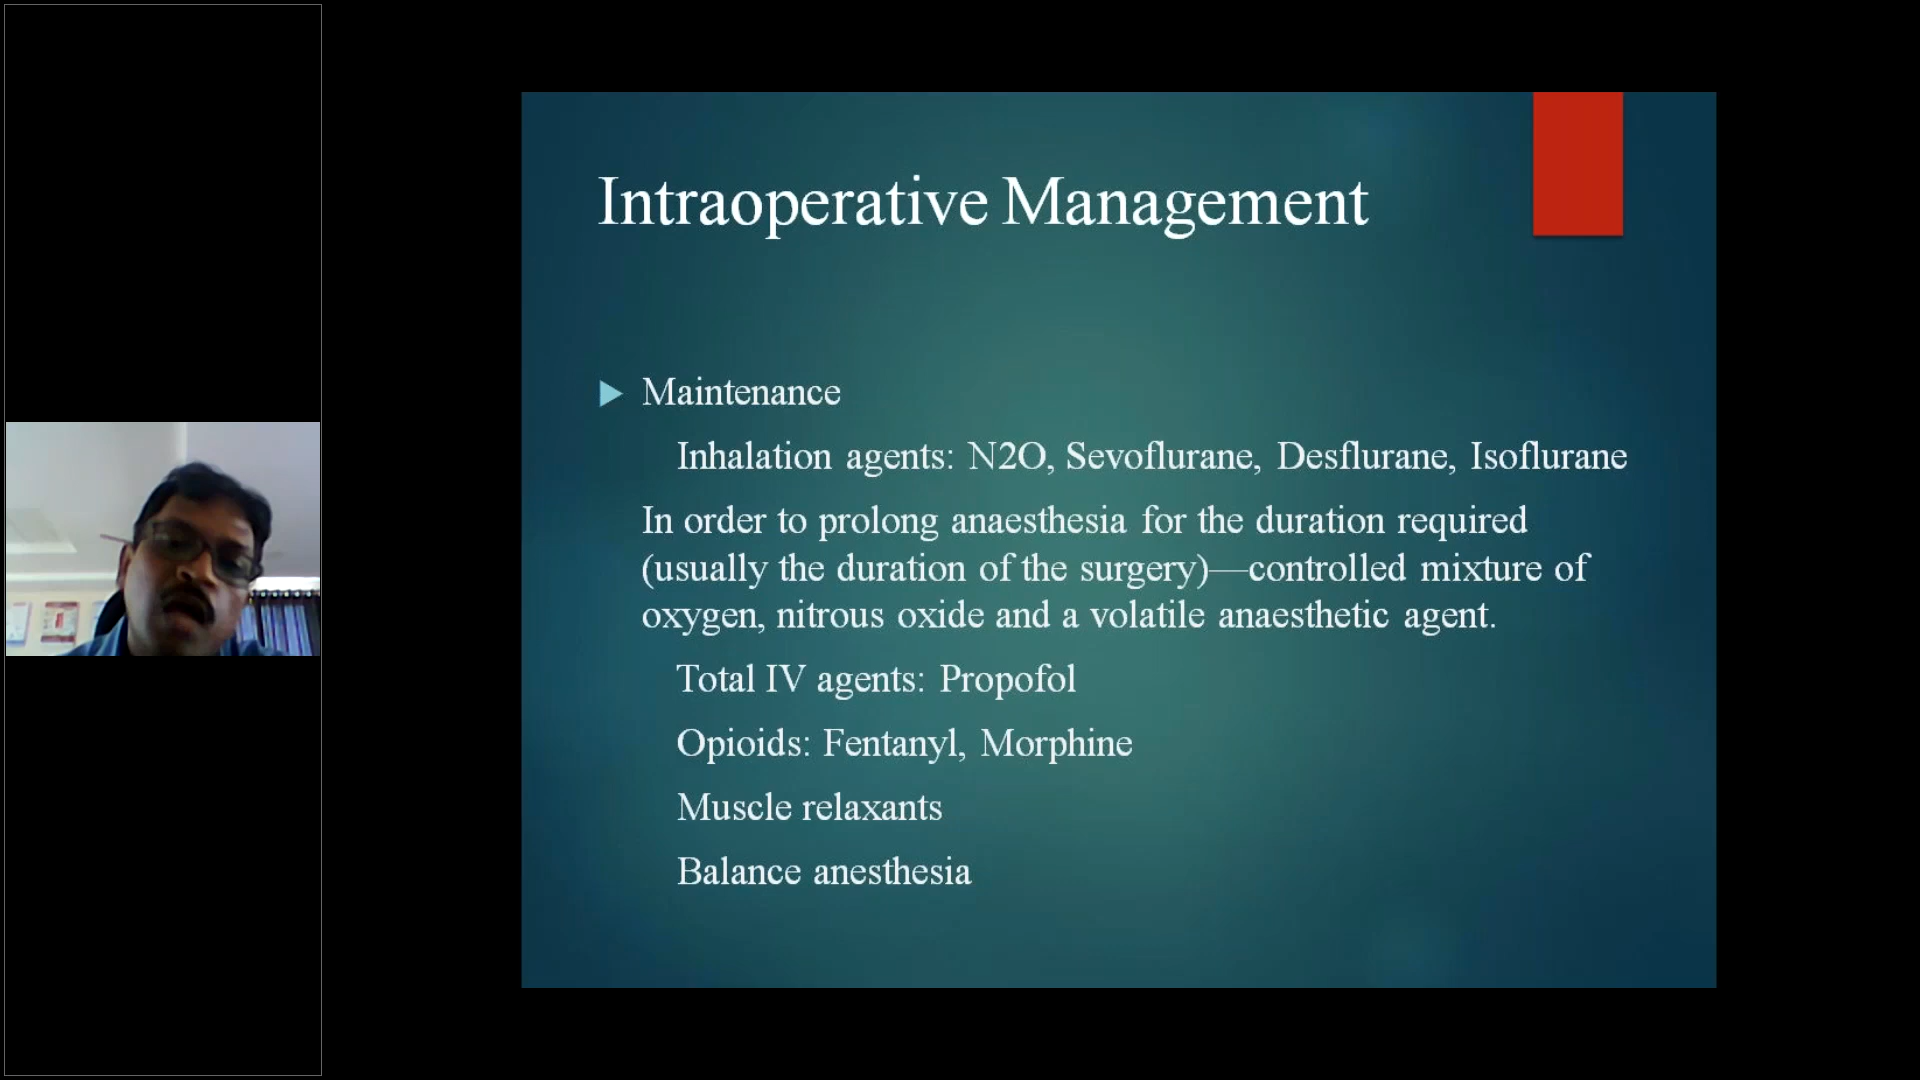 Intraoperative Management
Maintenance
Inhalation agents: N2O, Sevoflurane, Desflurane, Isoflurane
In order to prolong anaesthesia for the duration required
(usually the duration of the surgery)—controlled mixture of
oxygen, nitrous oxide and a volatile anaesthetic agent.
Total IV agents: Propofol
Opioids: Fentanyl, Morphine
Muscle relaxants
Balance anesthesia